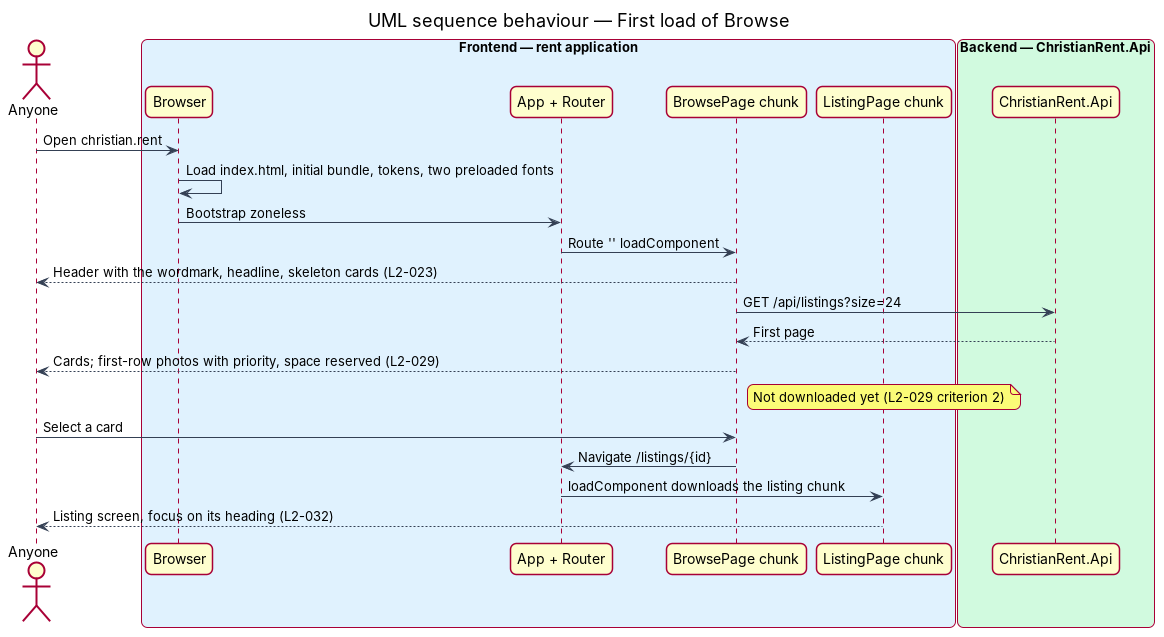 UML sequence behaviour — First load of Browse
Frontend — rent application
Backend — ChristianRent.Api
Anyone
Browser
App + Router
BrowsePage chunk
ListingPage chunk
ChristianRent.Api
Open christian.rent
Load index.html, initial bundle, tokens, two preloaded fonts
Bootstrap zoneless
Route '' loadComponent
Header with the wordmark, headline, skeleton cards (L2-023)
GET /api/listings?size=24
First page
Cards; first-row photos with priority, space reserved (L2-029)
Not downloaded yet (L2-029 criterion 2)
Select a card
Navigate /listings/{id}
loadComponent downloads the listing chunk
Listing screen, focus on its heading (L2-032)
Anyone
Browser
App + Router
BrowsePage chunk
ListingPage chunk
ChristianRent.Api